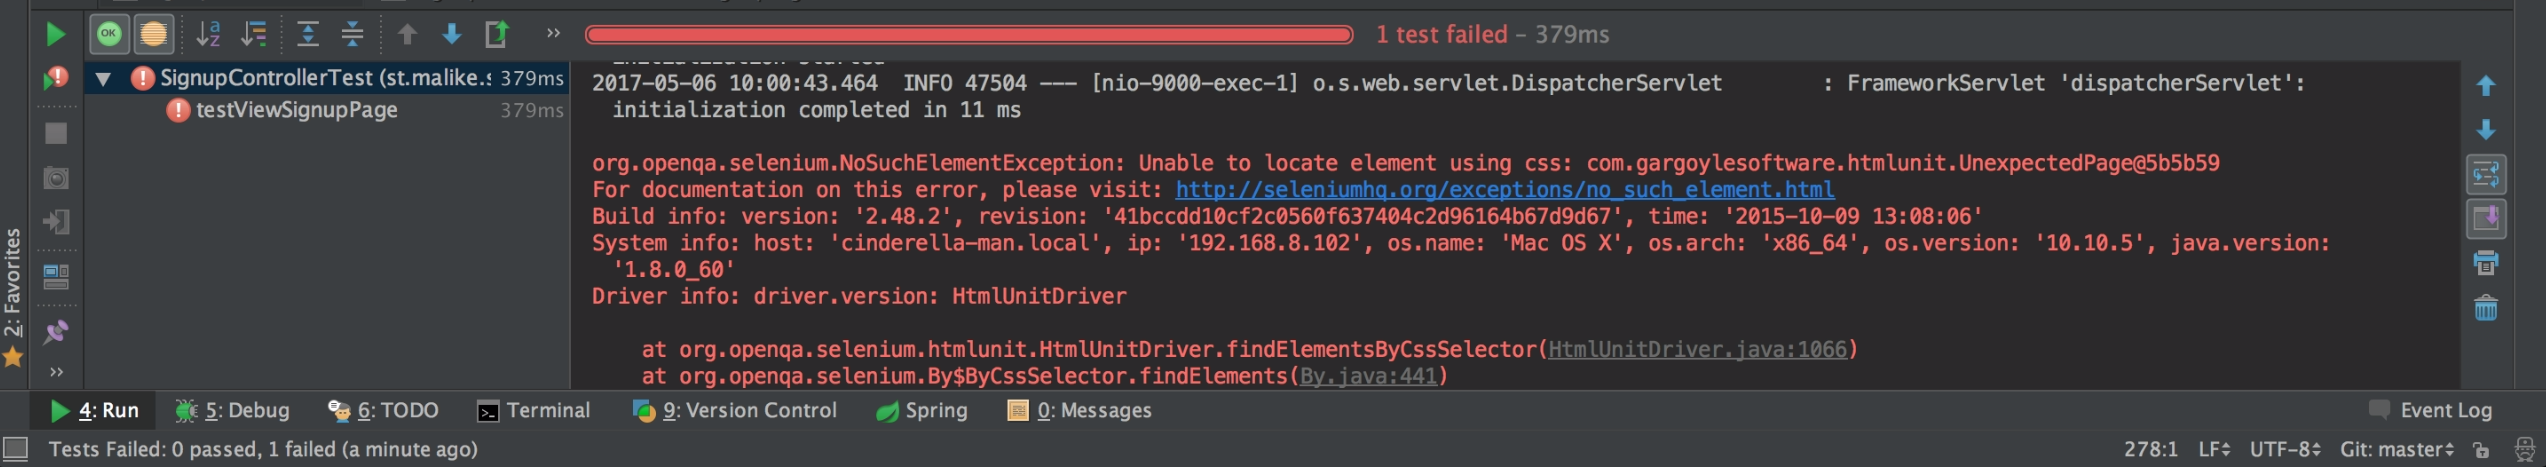 OK
1 test failed – 379ms
SignupControllerTest (st.malike.s 379ms
testViewSignupPage 379ms
initialization started
2017-05-06 10:00:43.464  INFO 47504 --- [nio-9000-exec-1] o.s.web.servlet.DispatcherServlet        : FrameworkServlet 'dispatcherServlet':
initialization completed in 11 ms
org.openqa.selenium.NoSuchElementException: Unable to locate element using css: com.gargoylesoftware.htmlunit.UnexpectedPage@5b5b59
For documentation on this error, please visit: http://seleniumhq.org/exceptions/no_such_element.html
Build info: version: '2.48.2', revision: '41bccdd10cf2c0560f637404c2d96164b67d9d67', time: '2015-10-09 13:08:06'
System info: host: 'cinderella-man.local', ip: '192.168.8.102', os.name: 'Mac OS X', os.arch: 'x86_64', os.version: '10.10.5', java.version:
'1.8.0_60'
Driver info: driver.version: HtmlUnitDriver
at org.openqa.selenium.htmlunit.HtmlUnitDriver.findElementsByCssSelector(HtmlUnitDriver.java:1066)
at org.openqa.selenium.By$ByCssSelector.findElements(By.java:441)
2: Favorites
4: Run 5: Debug 6: TODO Terminal 9: Version Control Spring 0: Messages Event Log
Tests Failed: 0 passed, 1 failed (a minute ago) 278:1 LF UTF-8 Git: master